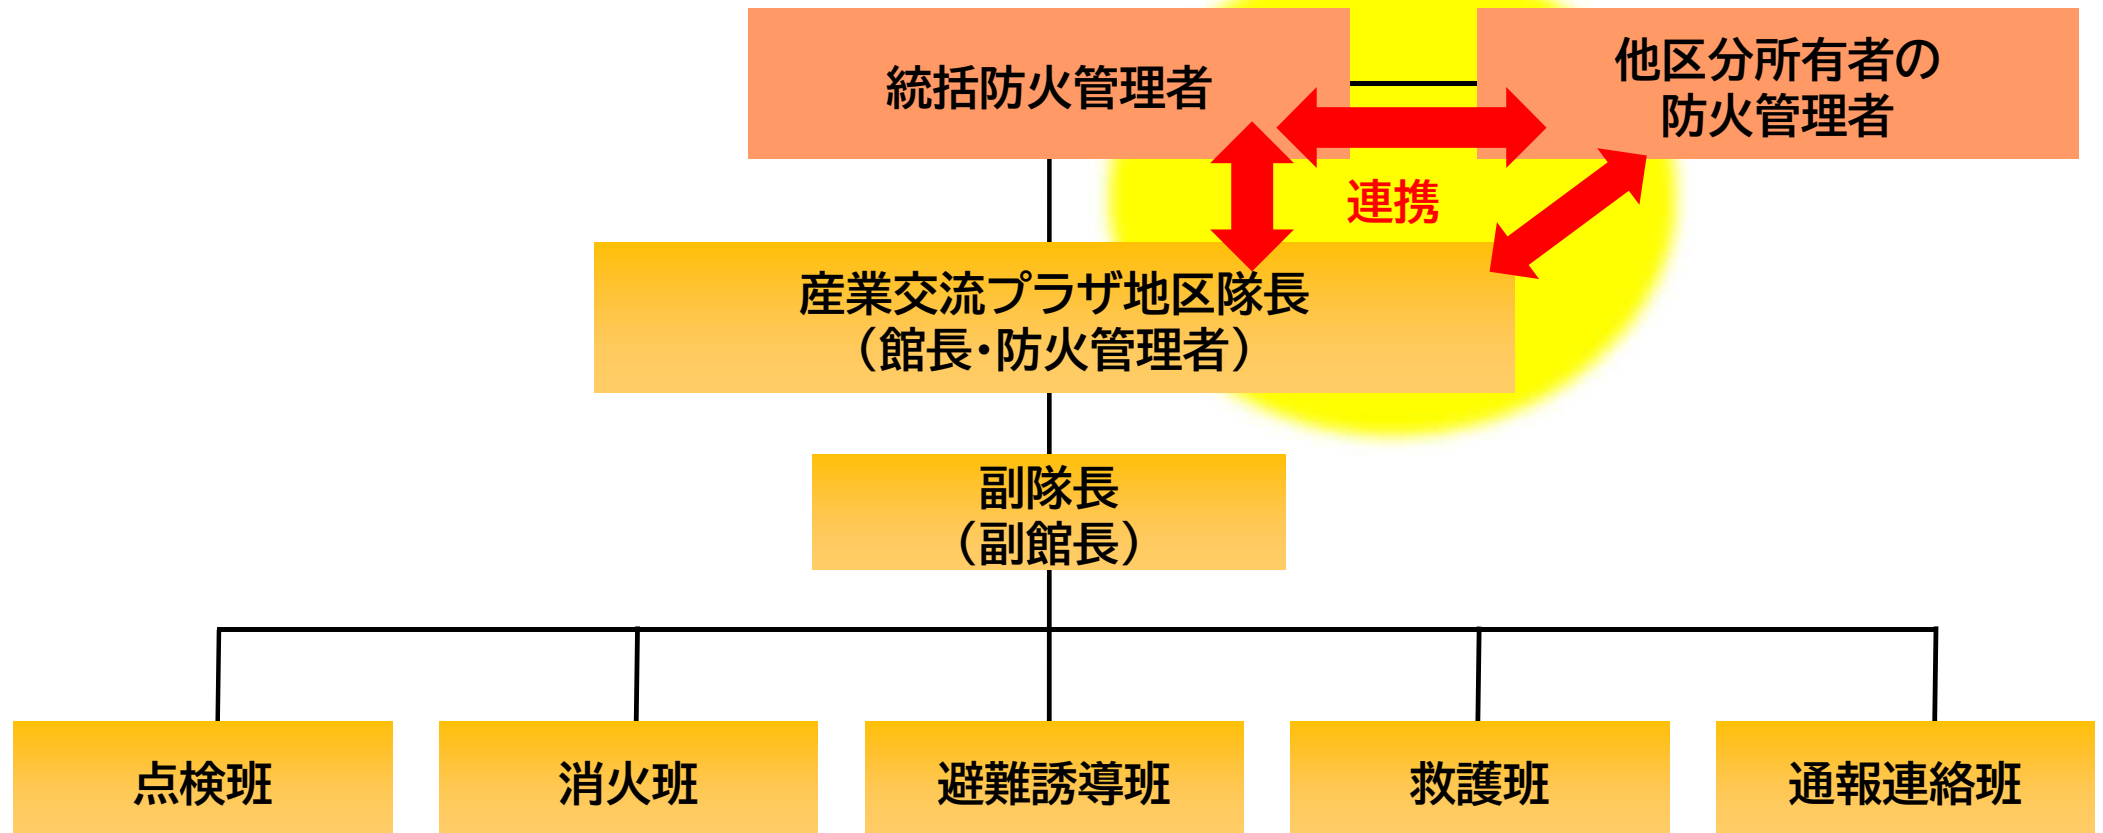 統括防火管理者
他区分所有者の
防火管理者
連携
産業交流プラザ地区隊長
（館長・防火管理者）
副隊長
（副館長）
点検班
消火班
避難誘導班
救護班
通報連絡班